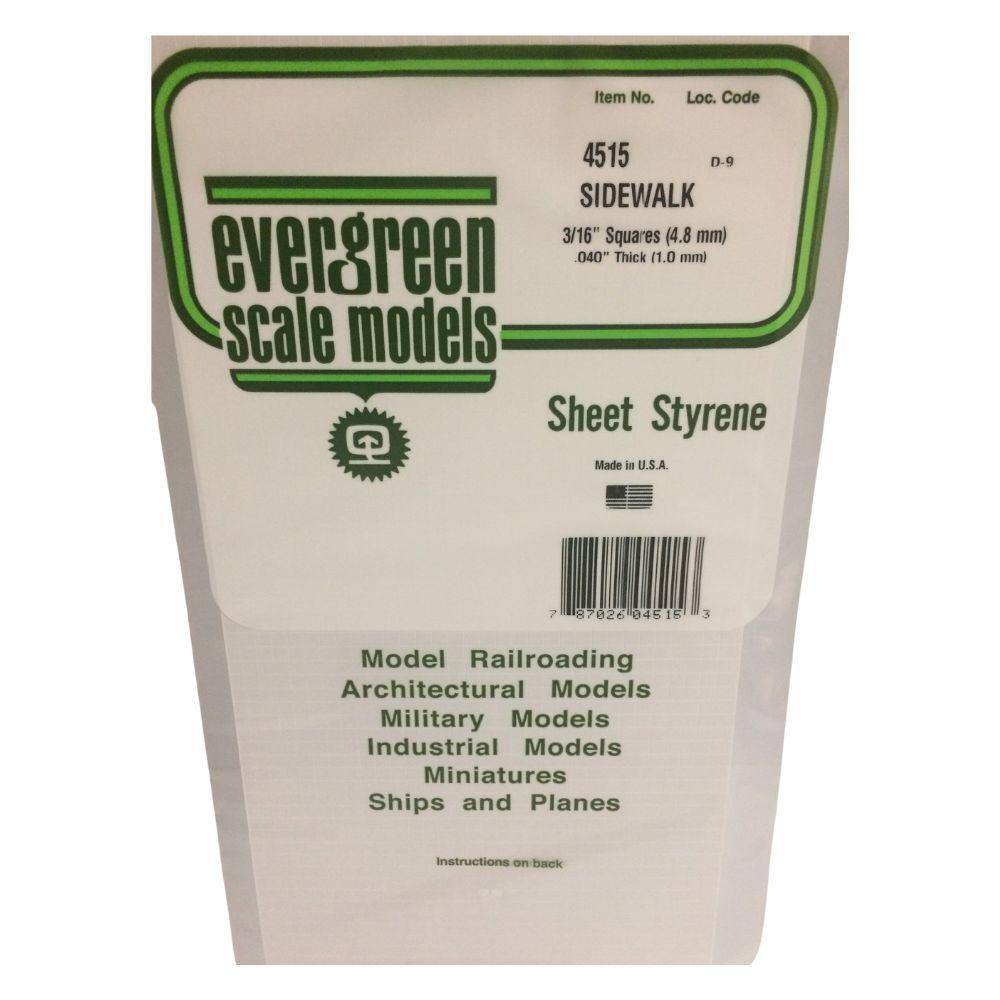 Item No. Loc. Code
4515 D-9
SIDEWALK
3/16" Squares (4.8 mm)
.040" Thick (1.0 mm)
evergreen
scale models
Sheet Styrene
Made in U.S.A.
7 87026 04515 3
Model Railroading
Architectural Models
Military Models
Industrial Models
Miniatures
Ships and Planes
Instructions on back